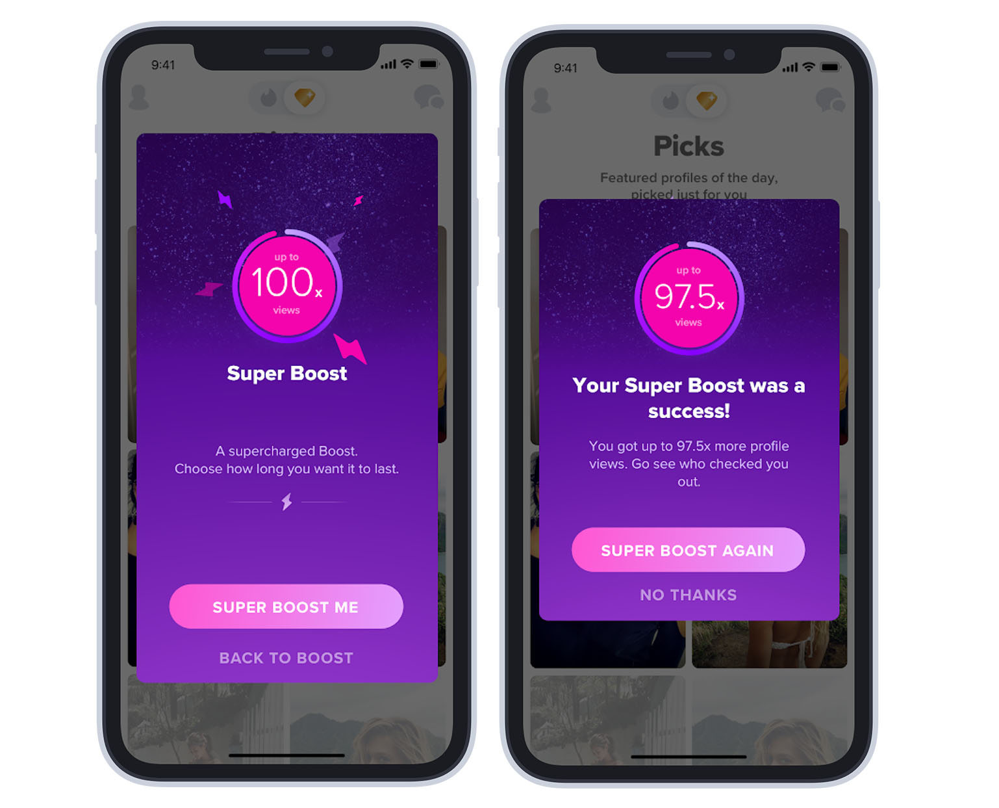 9:41
up to
100x
views
Super Boost
A supercharged Boost.
Choose how long you want it to last.
SUPER BOOST ME
BACK TO BOOST
9:41
Picks
Featured profiles of the day,
picked just for you
up to
97.5x
views
Your Super Boost was a
success!
You got up to 97.5x more profile
views. Go see who checked you
out.
SUPER BOOST AGAIN
NO THANKS